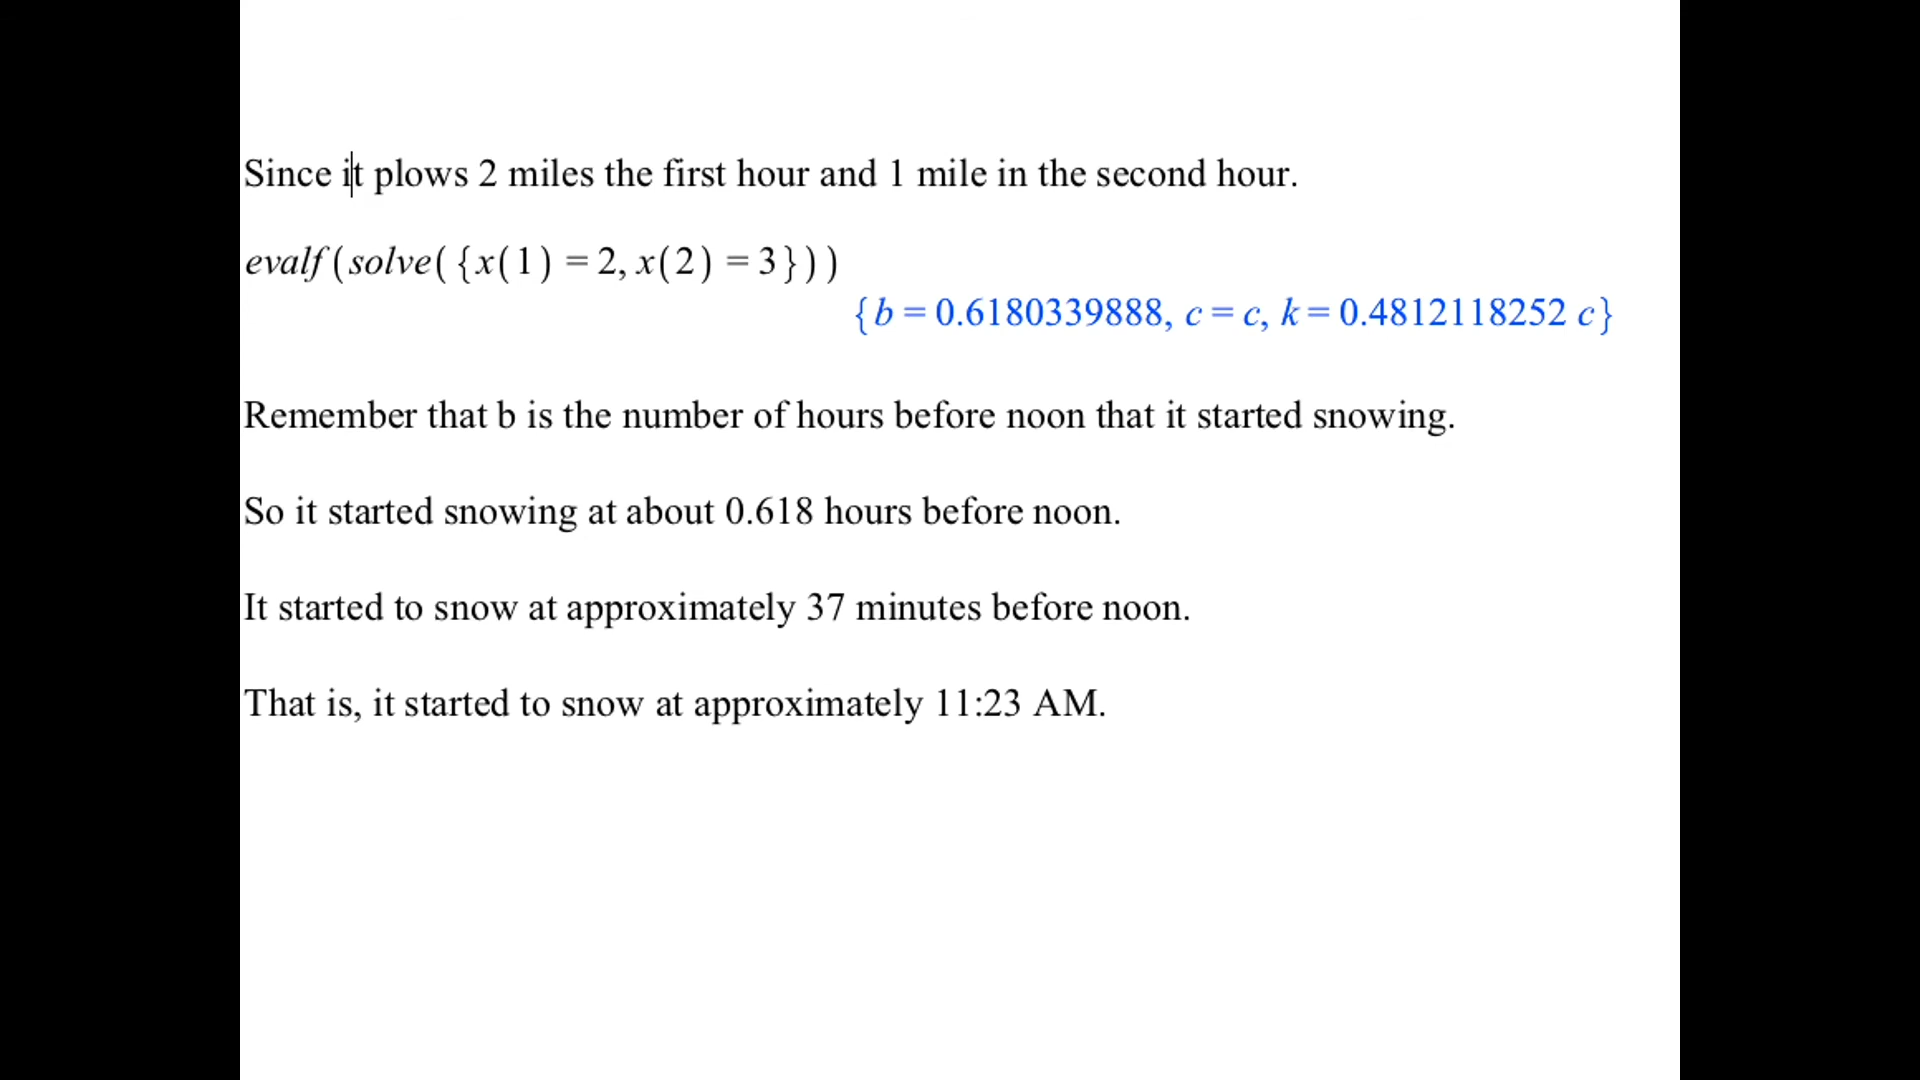 Since it plows 2 miles the first hour and 1 mile in the second hour.
evalf(solve({x(1) = 2, x(2) = 3}))
{b = 0.6180339888, c = c, k = 0.4812118252 c}
Remember that b is the number of hours before noon that it started snowing.
So it started snowing at about 0.618 hours before noon.
It started to snow at approximately 37 minutes before noon.
That is, it started to snow at approximately 11:23 AM.